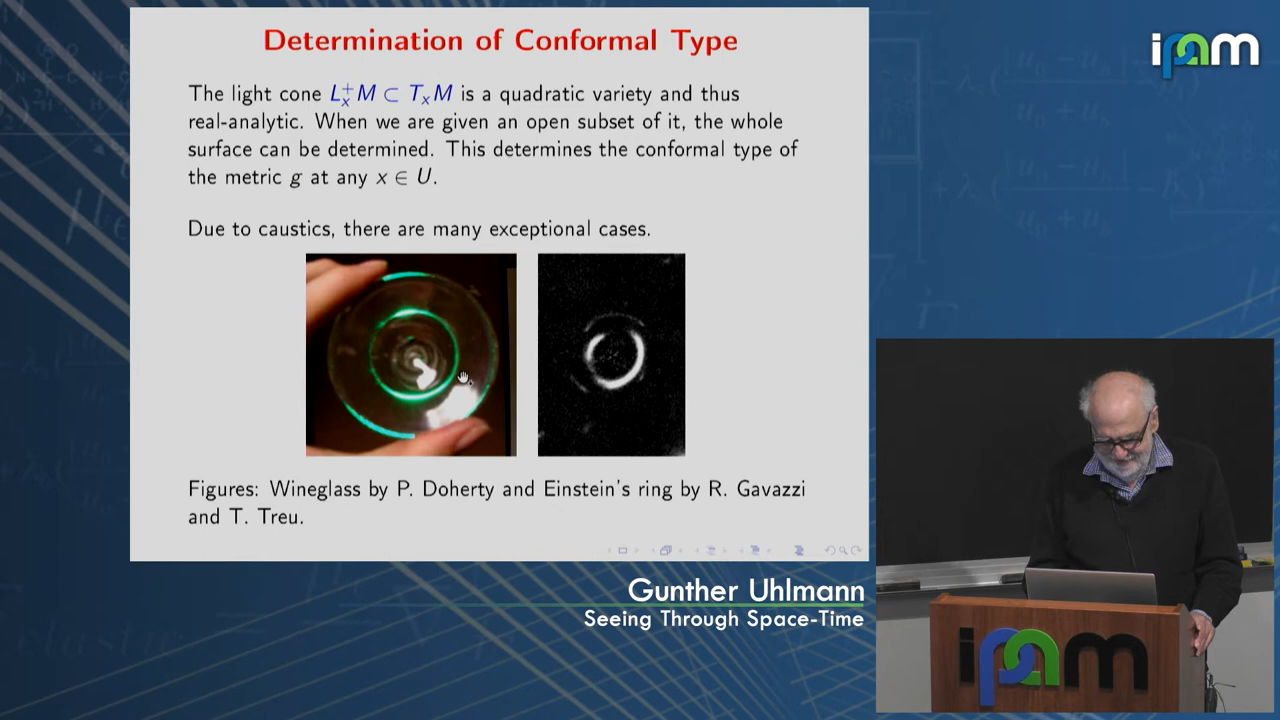 Determination of Conformal Type
ipam
The light cone L⁺ₓM ⊂ TₓM is a quadratic variety and thus
real-analytic. When we are given an open subset of it, the whole
surface can be determined. This determines the conformal type of
the metric g at any x ∈ U.
Due to caustics, there are many exceptional cases.
Figures: Wineglass by P. Doherty and Einstein's ring by R. Gavazzi
and T. Treu.
Gunther Uhlmann
Seeing Through Space-Time
ipam